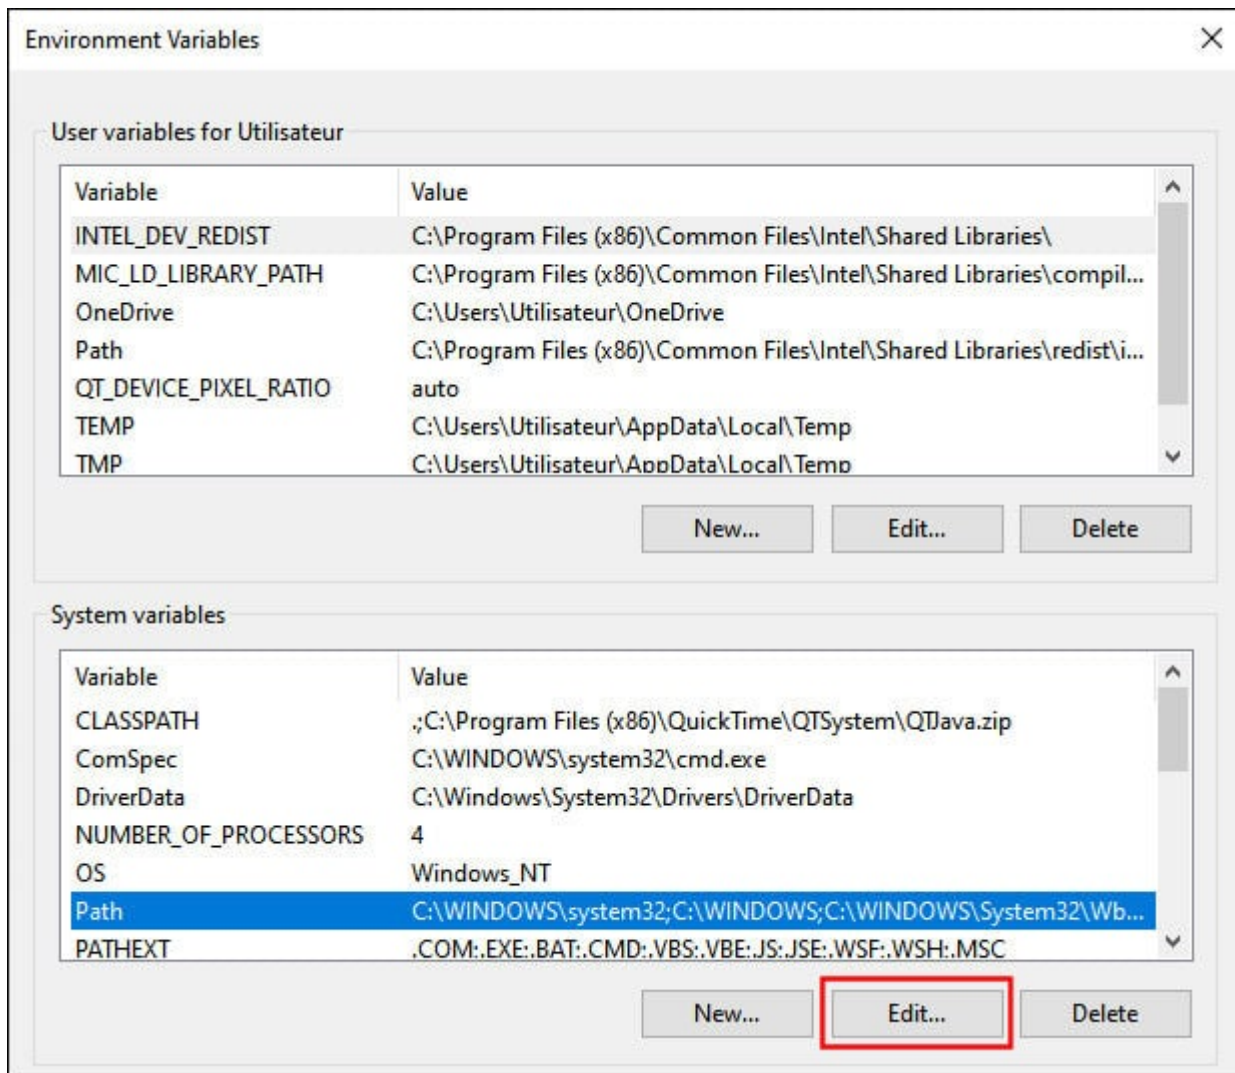 Environment Variables
User variables for Utilisateur
Variable Value
INTEL_DEV_REDIST C:\Program Files (x86)\Common Files\Intel\Shared Libraries\
MIC_LD_LIBRARY_PATH C:\Program Files (x86)\Common Files\Intel\Shared Libraries\compil...
OneDrive C:\Users\Utilisateur\OneDrive
Path C:\Program Files (x86)\Common Files\Intel\Shared Libraries\redist\i...
QT_DEVICE_PIXEL_RATIO auto
TEMP C:\Users\Utilisateur\AppData\Local\Temp
TMP C:\Users\Utilisateur\AppData\Local\Temp
New... Edit... Delete
System variables
Variable Value
CLASSPATH .;C:\Program Files (x86)\QuickTime\QTSystem\QTJava.zip
ComSpec C:\WINDOWS\system32\cmd.exe
DriverData C:\Windows\System32\Drivers\DriverData
NUMBER_OF_PROCESSORS 4
OS Windows_NT
Path C:\WINDOWS\system32;C:\WINDOWS;C:\WINDOWS\System32\Wb...
PATHEXT .COM;.EXE;.BAT;.CMD;.VBS;.VBE;.JS;.JSE;.WSF;.WSH;.MSC
New... Edit... Delete